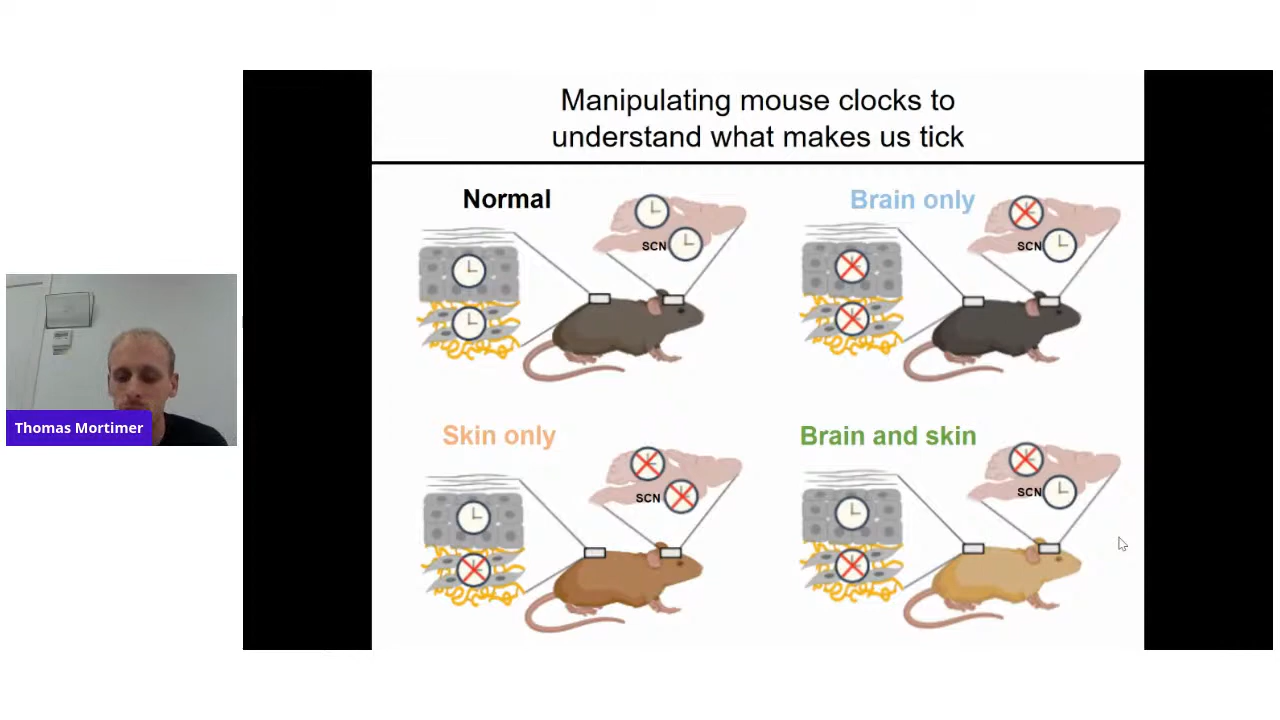 Manipulating mouse clocks to
understand what makes us tick
Normal
SCN
Brain only
SCN
Thomas Mortimer
Skin only
SCN
Brain and skin
SCN